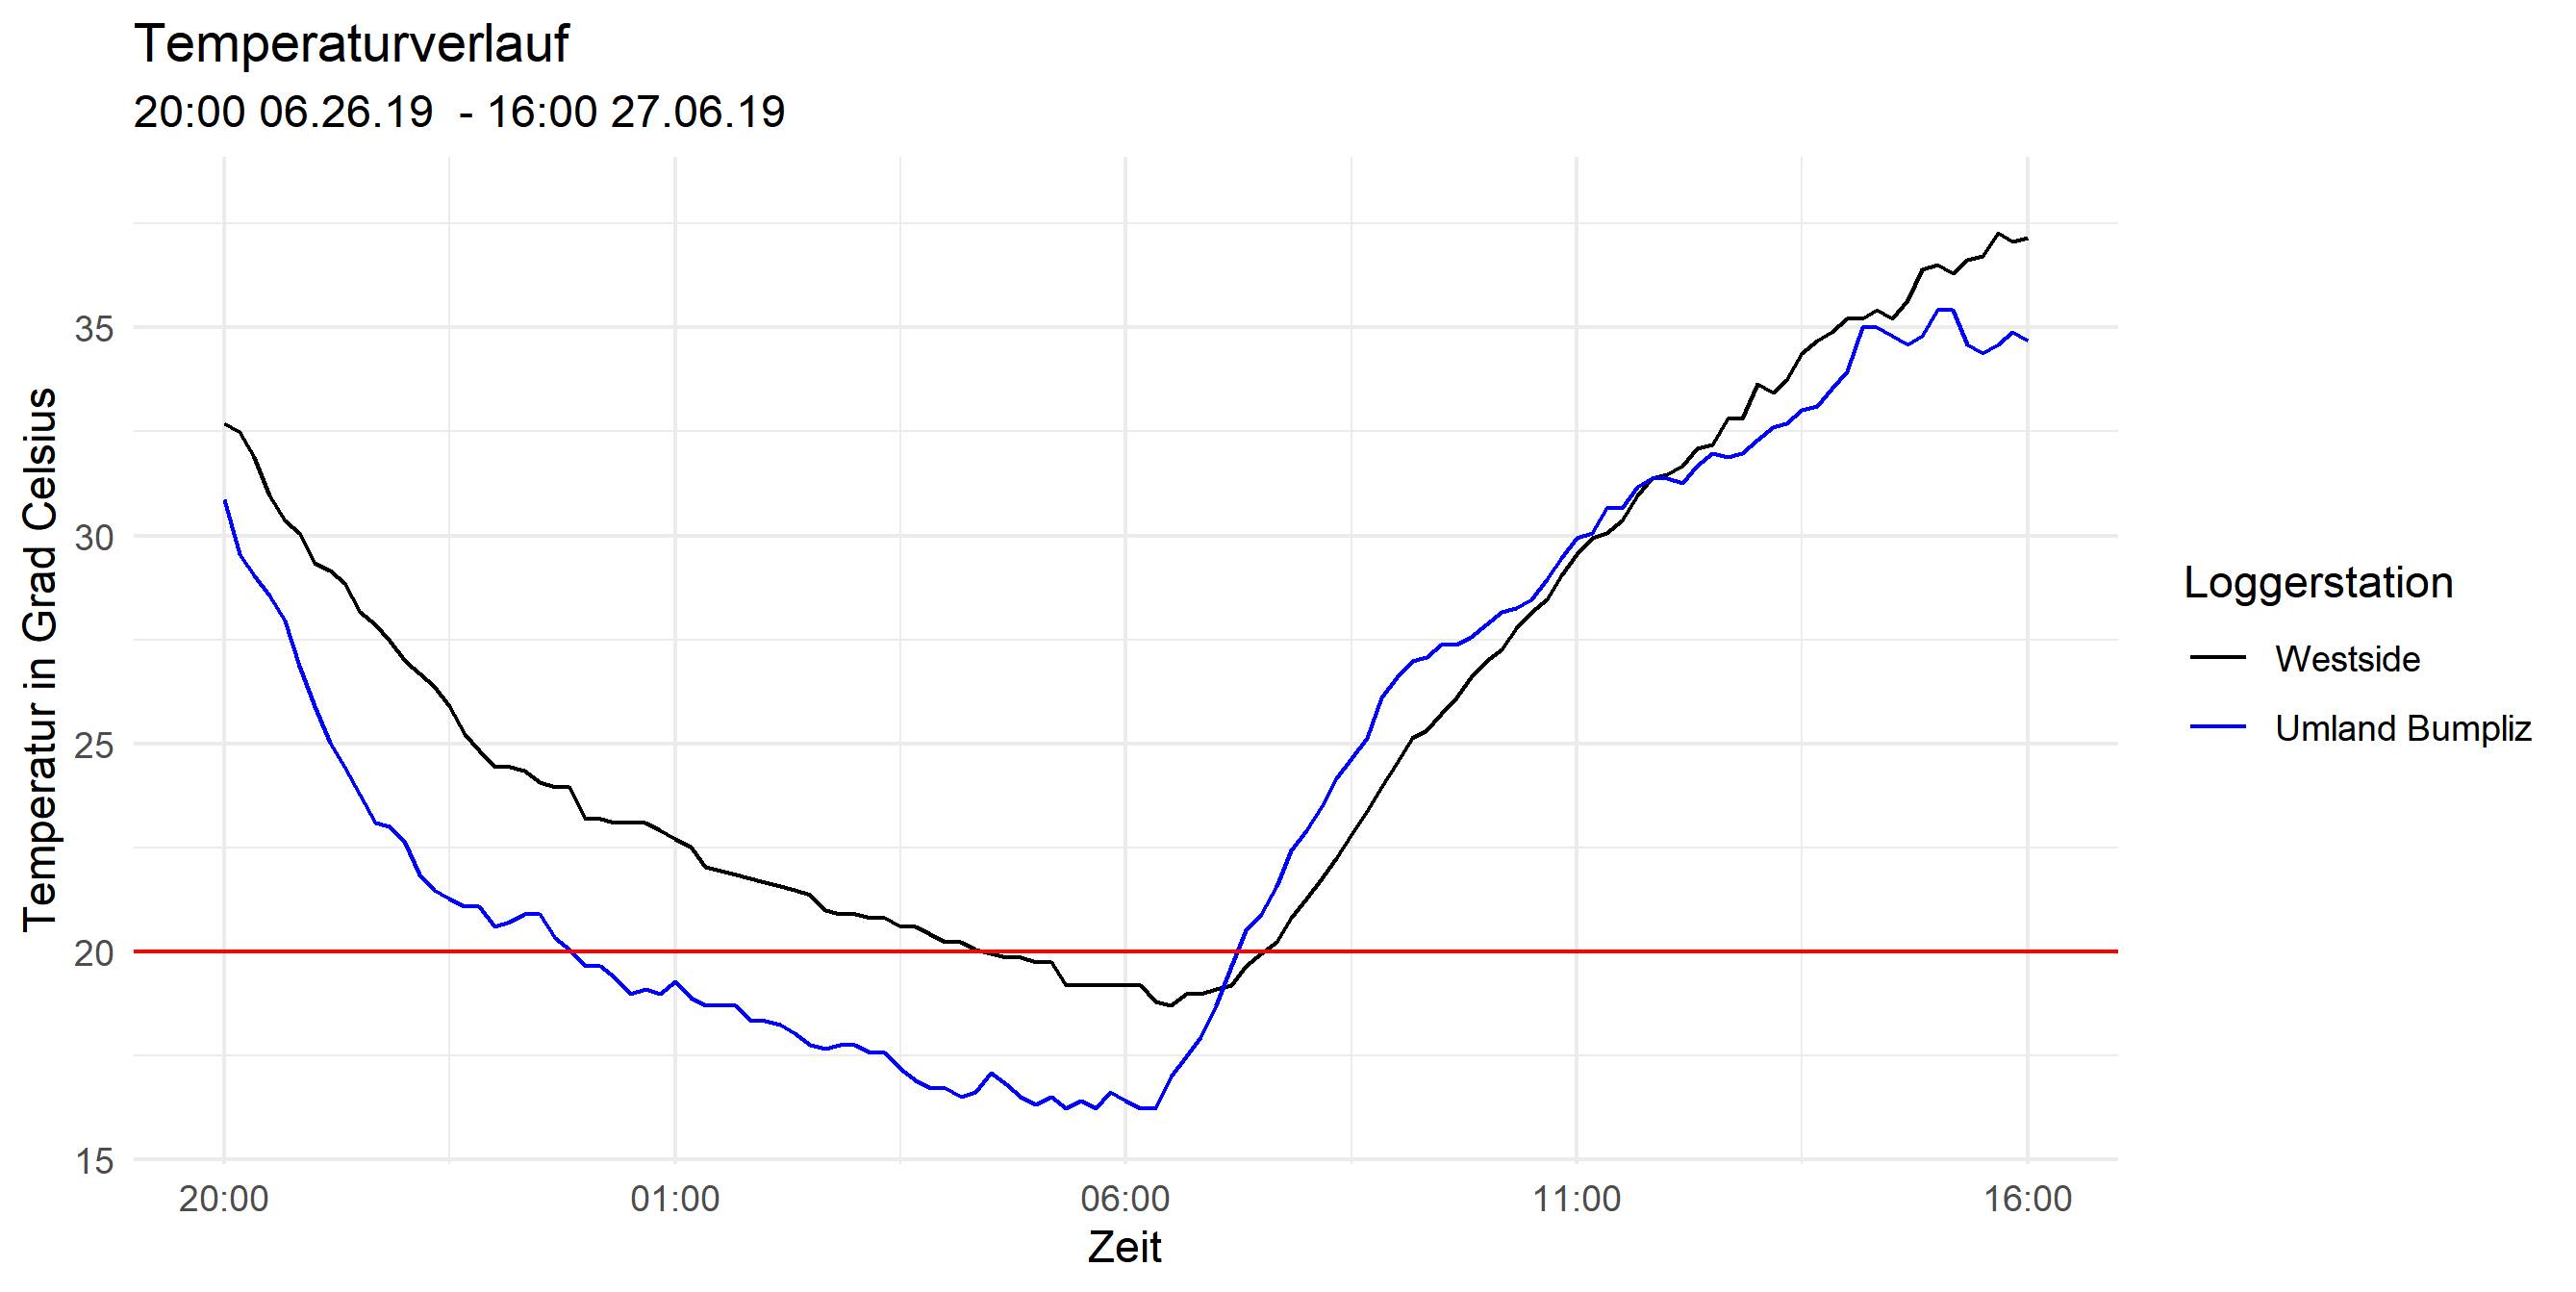 Temperaturverlauf
20:00 06.26.19  - 16:00 27.06.19
Temperatur in Grad Celsius
35
30
25
20
15
20:00 01:00 06:00 11:00 16:00
Zeit
Loggerstation
Westside
Umland Bumpliz